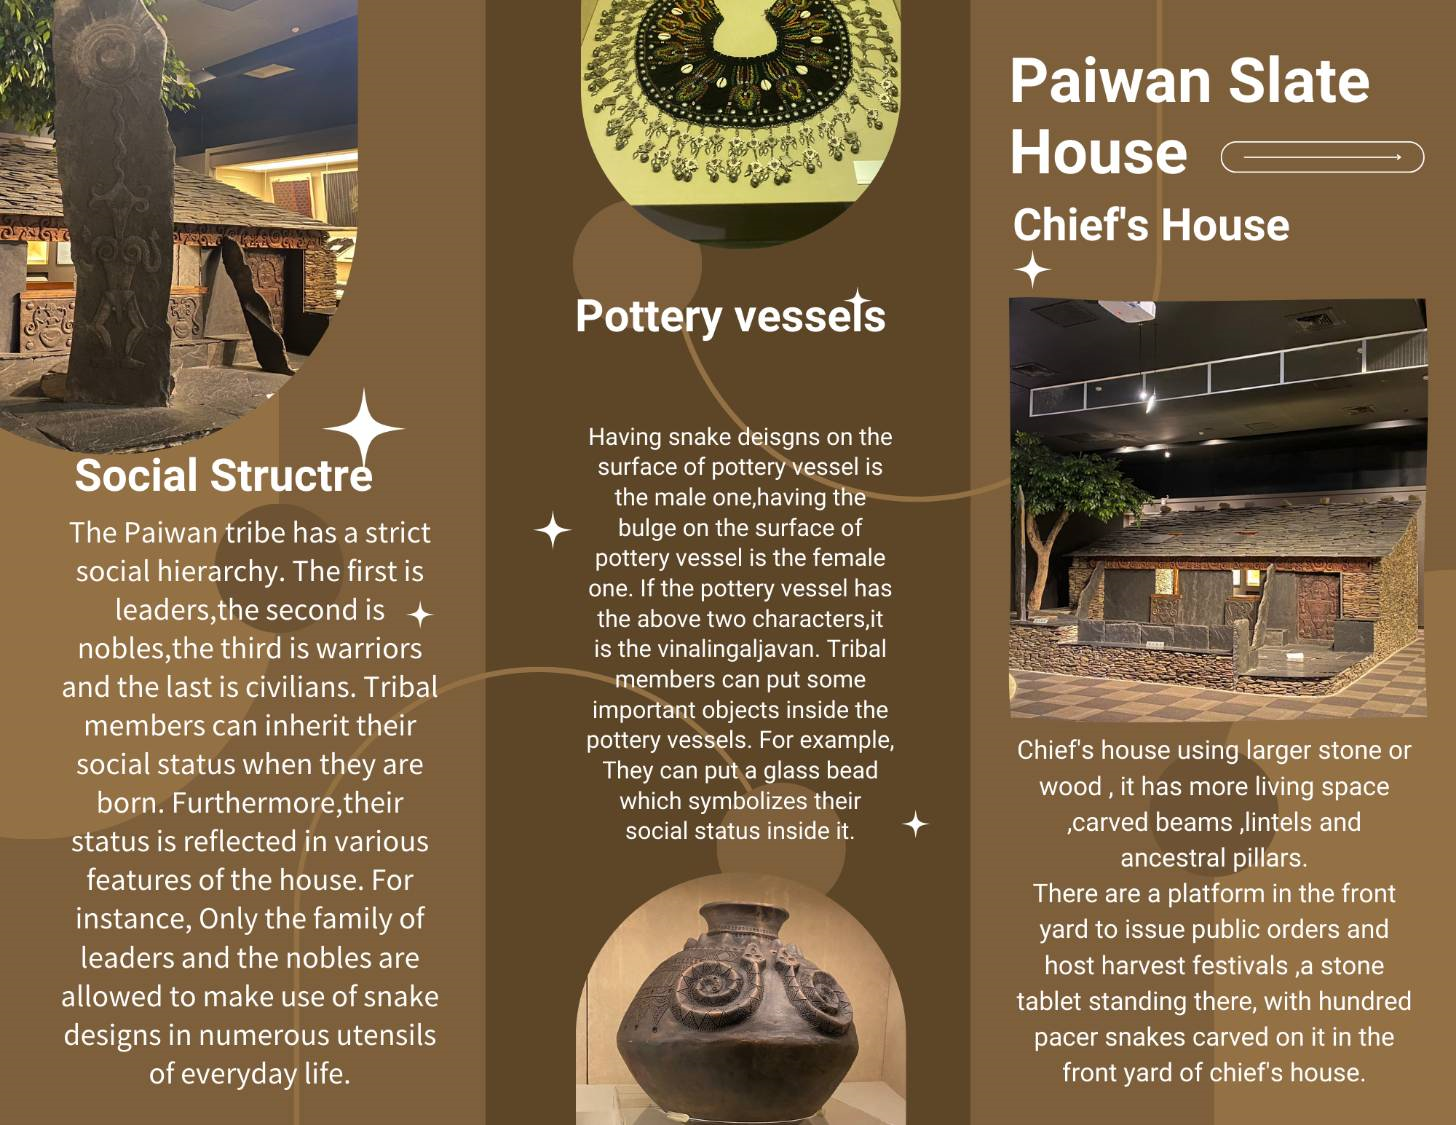 Social Structre
The Paiwan tribe has a strict
social hierarchy. The first is
leaders,the second is
nobles,the third is warriors
and the last is civilians. Tribal
members can inherit their
social status when they are
born. Furthermore,their
status is reflected in various
features of the house. For
instance, Only the family of
leaders and the nobles are
allowed to make use of snake
designs in numerous utensils
of everyday life.
Pottery vessels
Having snake deisgns on the
surface of pottery vessel is
the male one,having the
bulge on the surface of
pottery vessel is the female
one. If the pottery vessel has
the above two characters,it
is the vinalingaljavan. Tribal
members can put some
important objects inside the
pottery vessels. For example,
They can put a glass bead
which symbolizes their
social status inside it.
Paiwan Slate
House
Chief's House
Chief's house using larger stone or
wood , it has more living space
,carved beams ,lintels and
ancestral pillars.
There are a platform in the front
yard to issue public orders and
host harvest festivals ,a stone
tablet standing there, with hundred
pacer snakes carved on it in the
front yard of chief's house.